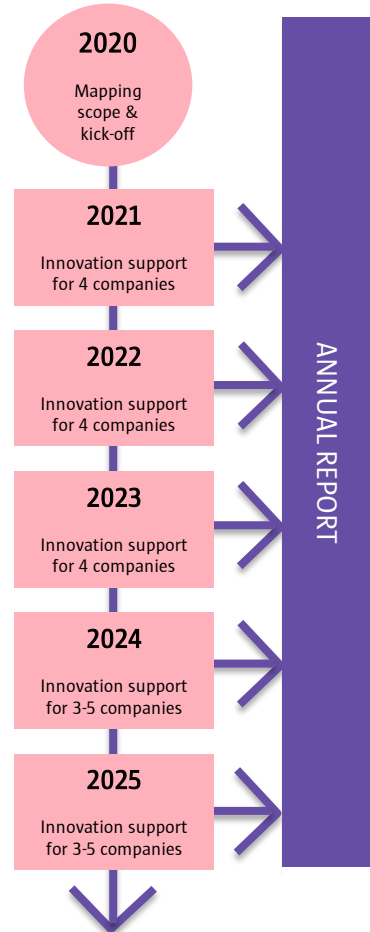 2020
Mapping
scope &
kick-off
2021
Innovation support
for 4 companies
2022
Innovation support
for 4 companies
2023
Innovation support
for 4 companies
2024
Innovation support
for 3-5 companies
2025
Innovation support
for 3-5 companies
ANNUAL REPORT